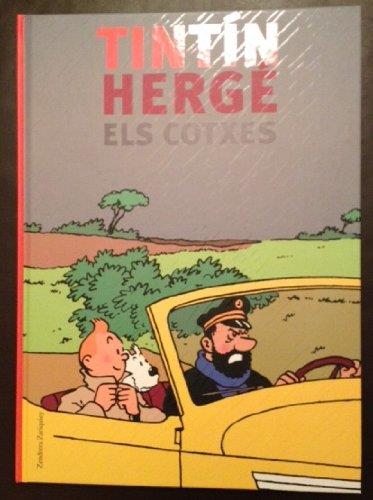 TINTÍN
HERGÉ
ELS COTXES
Zendrera Zariquiey